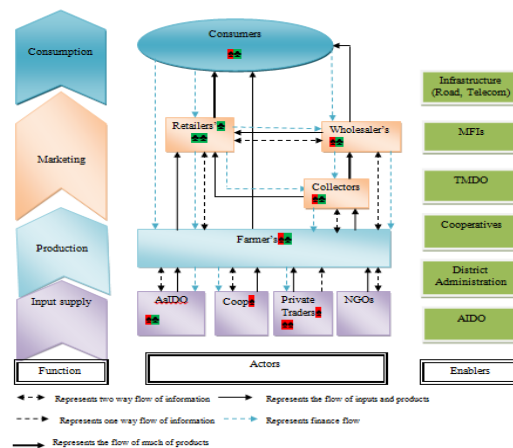 Consumption
Consumers
Infrastructure
(Road, Telecom)
Retailers'
Wholesaler's
MFIs
Marketing
Collectors
TMDO
Cooperatives
Farmer's
Production
District
Administration
Input supply
AsIDO
Coops
Private
Traders
NGOs
AIDO
Function
Actors
Enablers
Represents two way flow of information
Represents the flow of inputs and products
Represents one way flow of information
Represents finance flow
Represents the flow of much of products